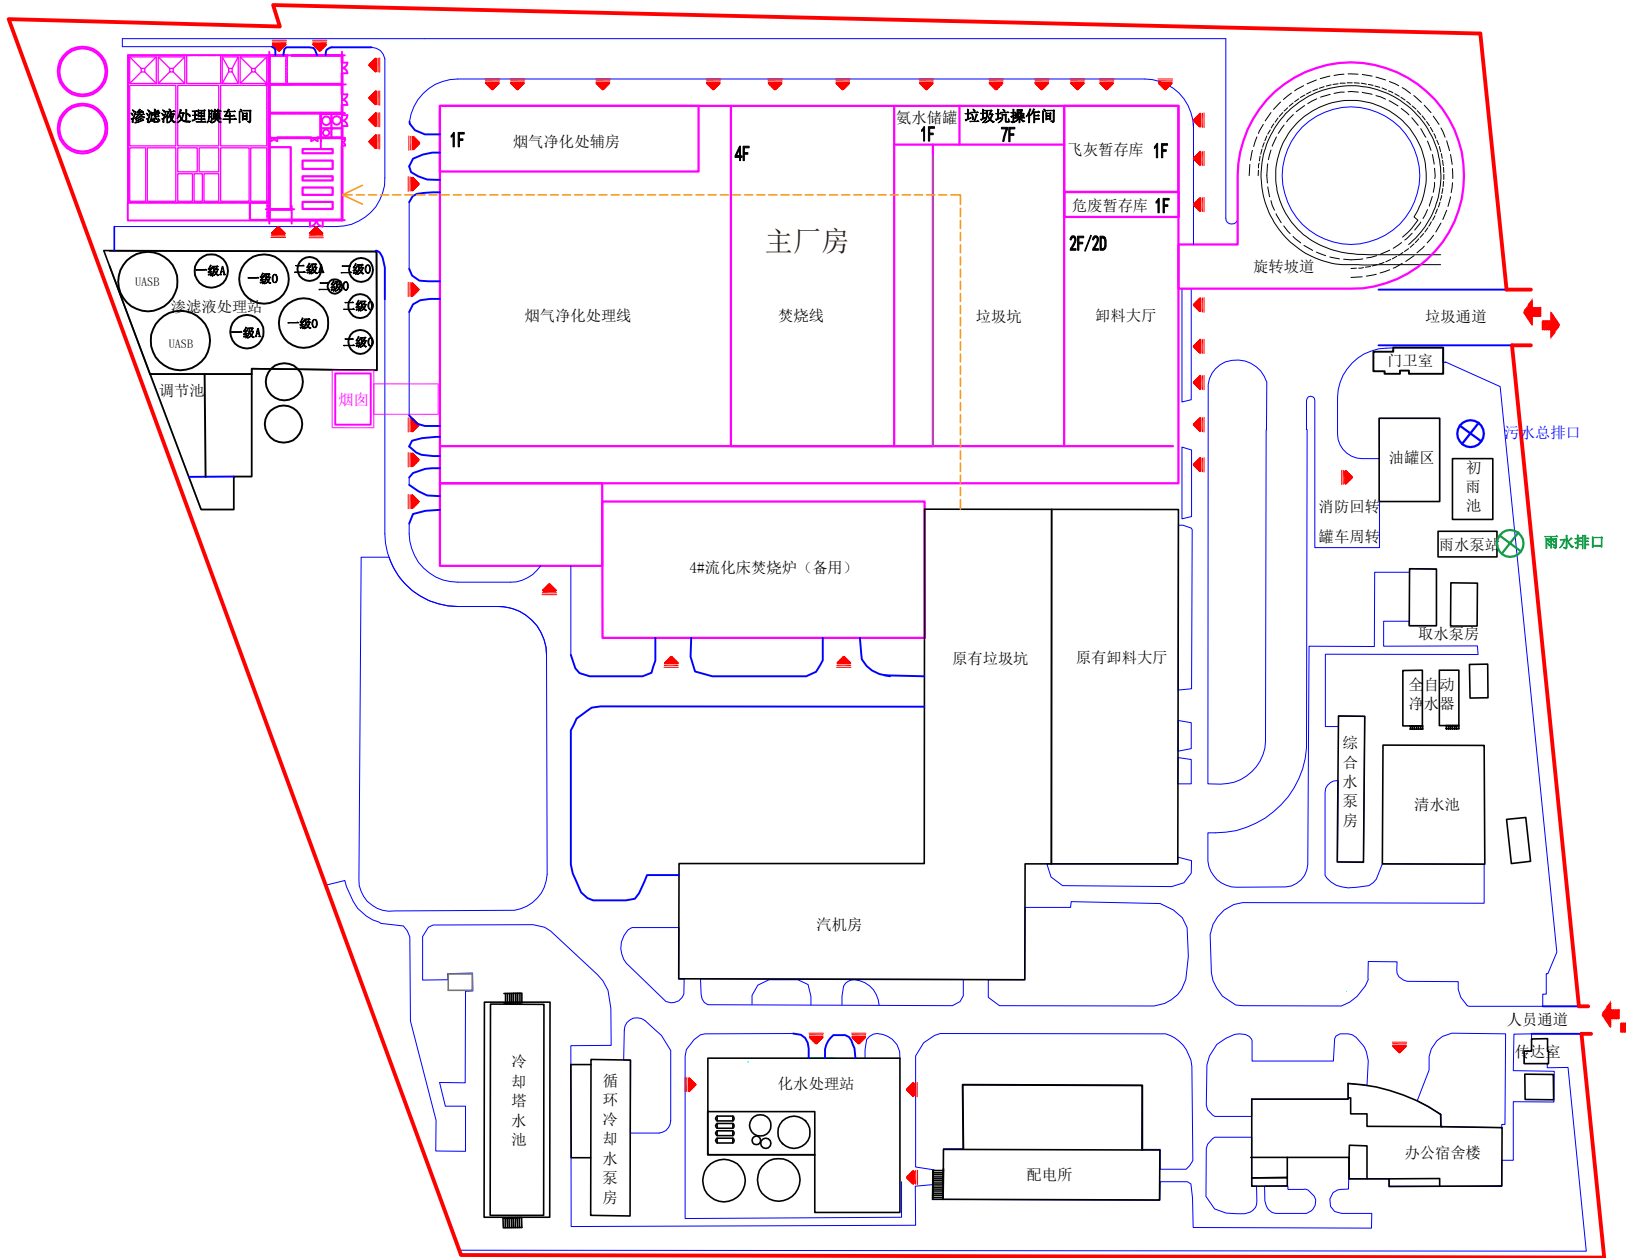 渗滤液处理膜车间
1F
烟气净化处辅房
4F
氨水储罐
1F
垃圾坑操作间
7F
飞灰暂存库 1F
危废暂存库 1F
2F/2D
主厂房
旋转坡道
UASB
一级A
一级O
二级A
二级O
二级O
二级O
渗滤液处理站
UASB
一级A
一级O
二级O
烟气净化处理线
焚烧线
垃圾坑
卸料大厅
垃圾通道
门卫室
调节池
烟囱
污水总排口
油罐区
初
雨
池
消防回转
罐车周转
雨水泵站
雨水排口
4#流化床焚烧炉（备用）
取水泵房
原有垃圾坑
原有卸料大厅
全自动
净水器
综
合
水
泵
房
清水池
汽机房
人员通道
传达室
冷
却
塔
水
池
循
环
冷
却
水
泵
房
化水处理站
配电所
办公宿舍楼